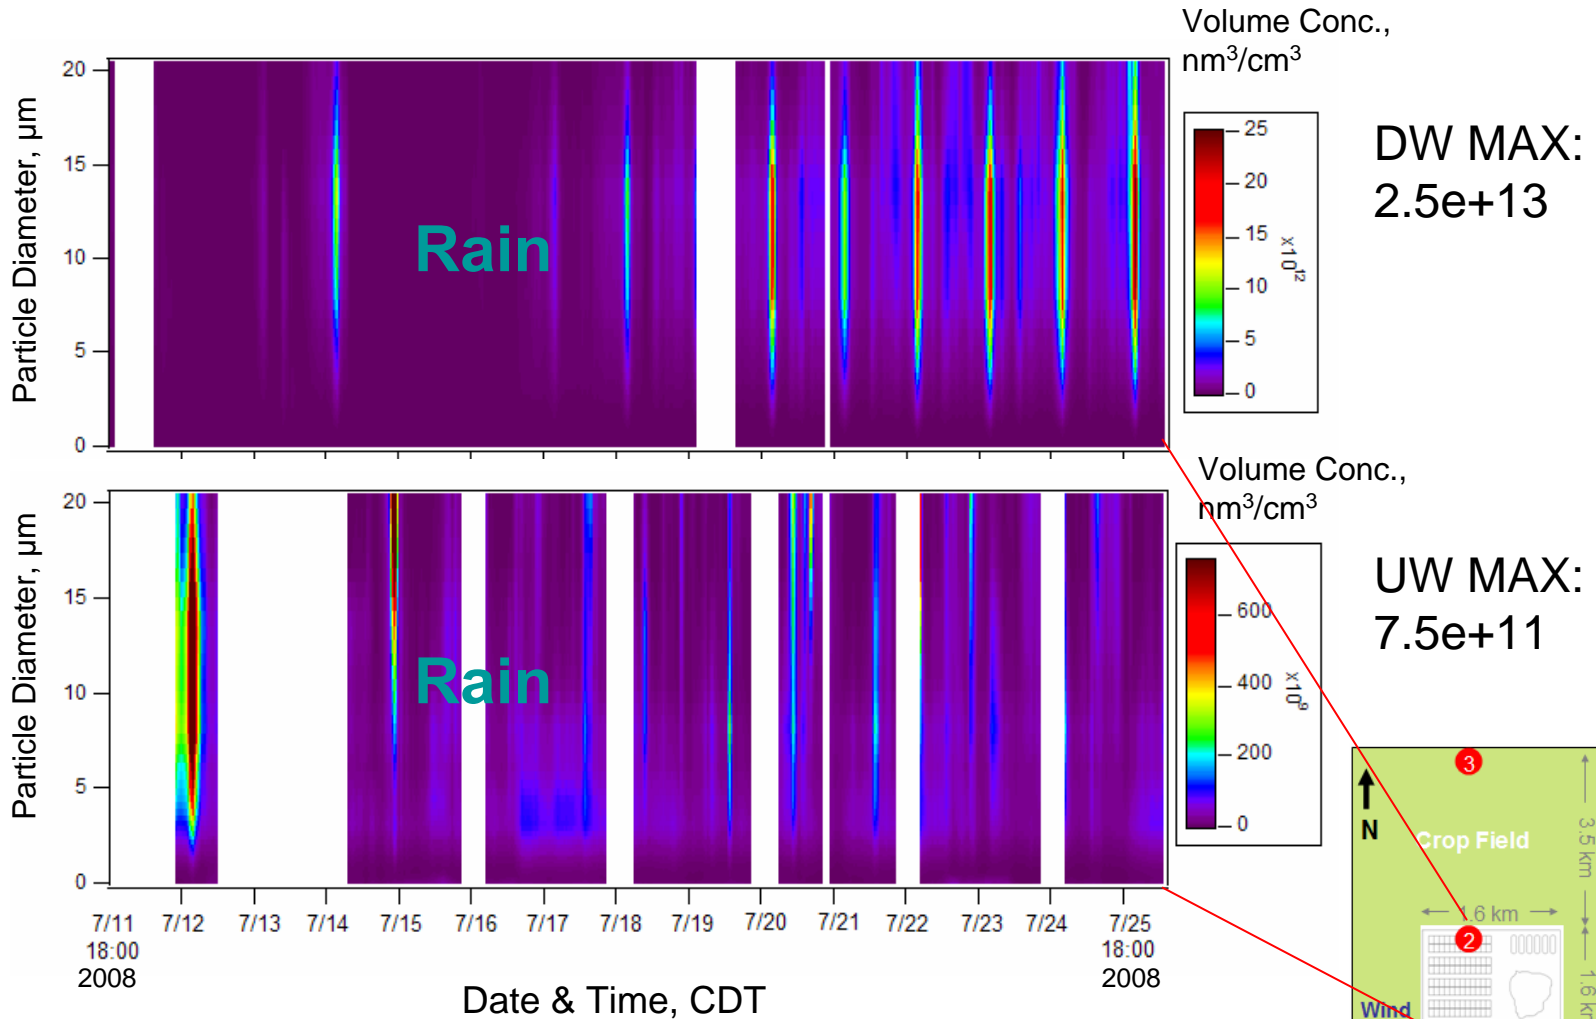 Volume Conc.,
nm³/cm³
Particle Diameter, µm
20
15
10
5
0
Rain
25
20
15
10
5
0
x10¹²
DW MAX:
2.5e+13
Volume Conc.,
nm³/cm³
Particle Diameter, µm
20
15
10
5
0
Rain
600
400
200
0
x10⁹
UW MAX:
7.5e+11
7/11 7/12 7/13 7/14 7/15 7/16 7/17 7/18 7/19 7/20 7/21 7/22 7/23 7/24 7/25
18:00 18:00
2008 2008
Date & Time, CDT
3
N
Crop Field
3.5 km
1.6 km
2
1.6 km
Wind